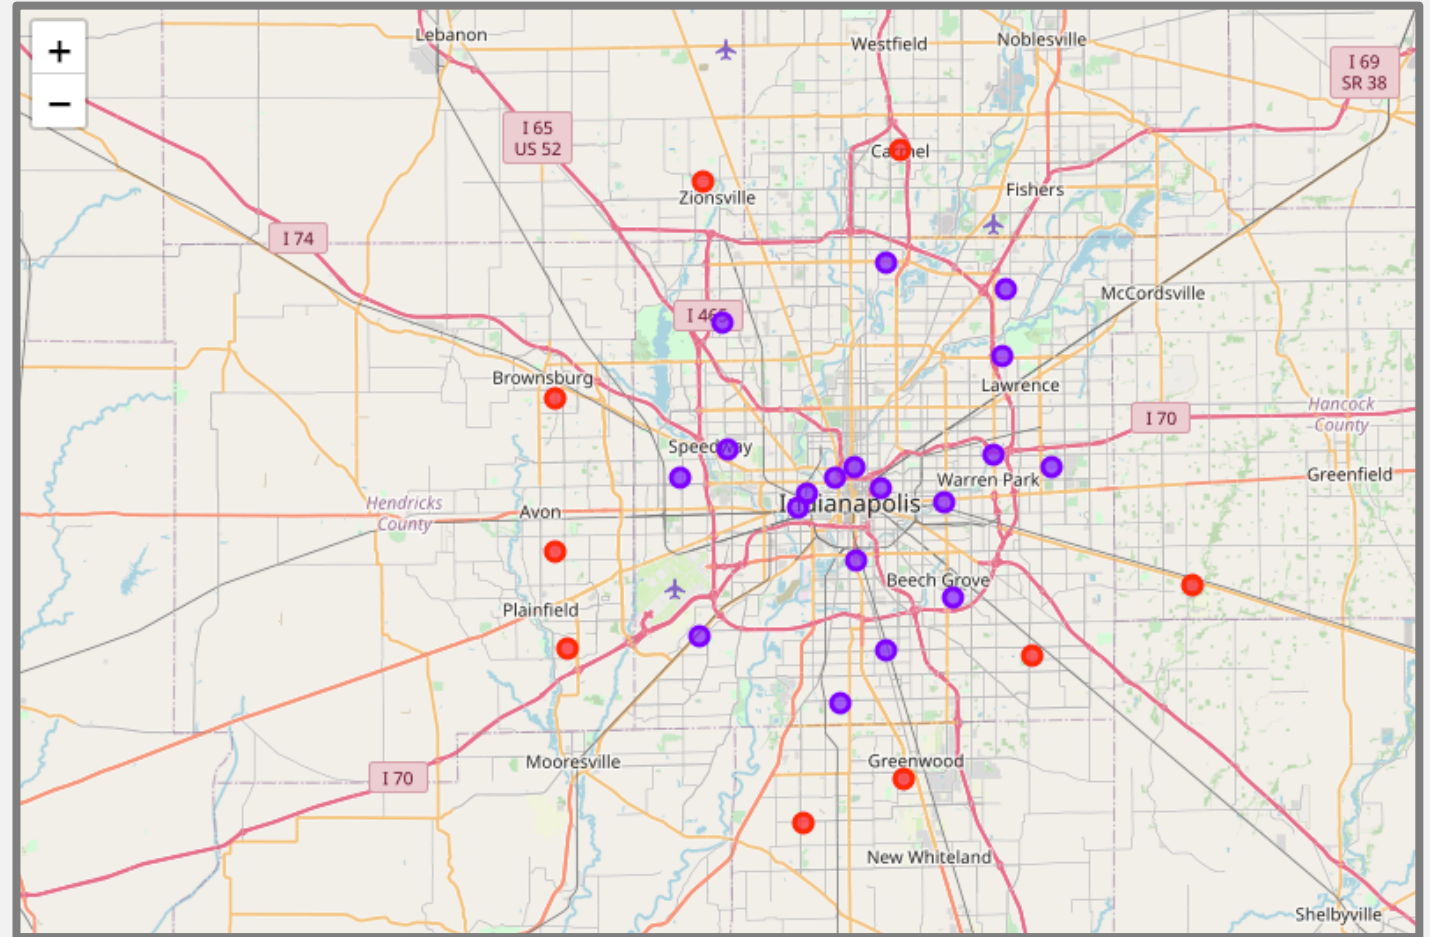 +
−
Lebanon
Westfield
Noblesville
I 69
SR 38
I 65
US 52
Carmel
Zionsville
Fishers
I 74
McCordsville
I 465
Brownsburg
Lawrence
Hancock
County
I 70
Speedway
Warren Park
Greenfield
Hendricks
County
Avon
Indianapolis
Beech Grove
Plainfield
Mooresville
Greenwood
I 70
New Whiteland
Shelbyville